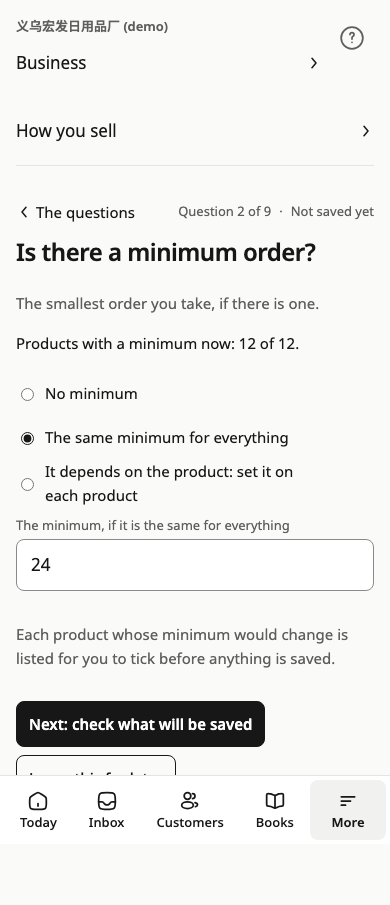 义乌宏发日用品厂 (demo)
Business
How you sell
The questions
Question 2 of 9 · Not saved yet
Is there a minimum order?
The smallest order you take, if there is one.
Products with a minimum now: 12 of 12.
No minimum
The same minimum for everything
It depends on the product: set it on
each product
The minimum, if it is the same for everything
24
Each product whose minimum would change is
listed for you to tick before anything is saved.
Next: check what will be saved
Today
Inbox
Customers
Books
More